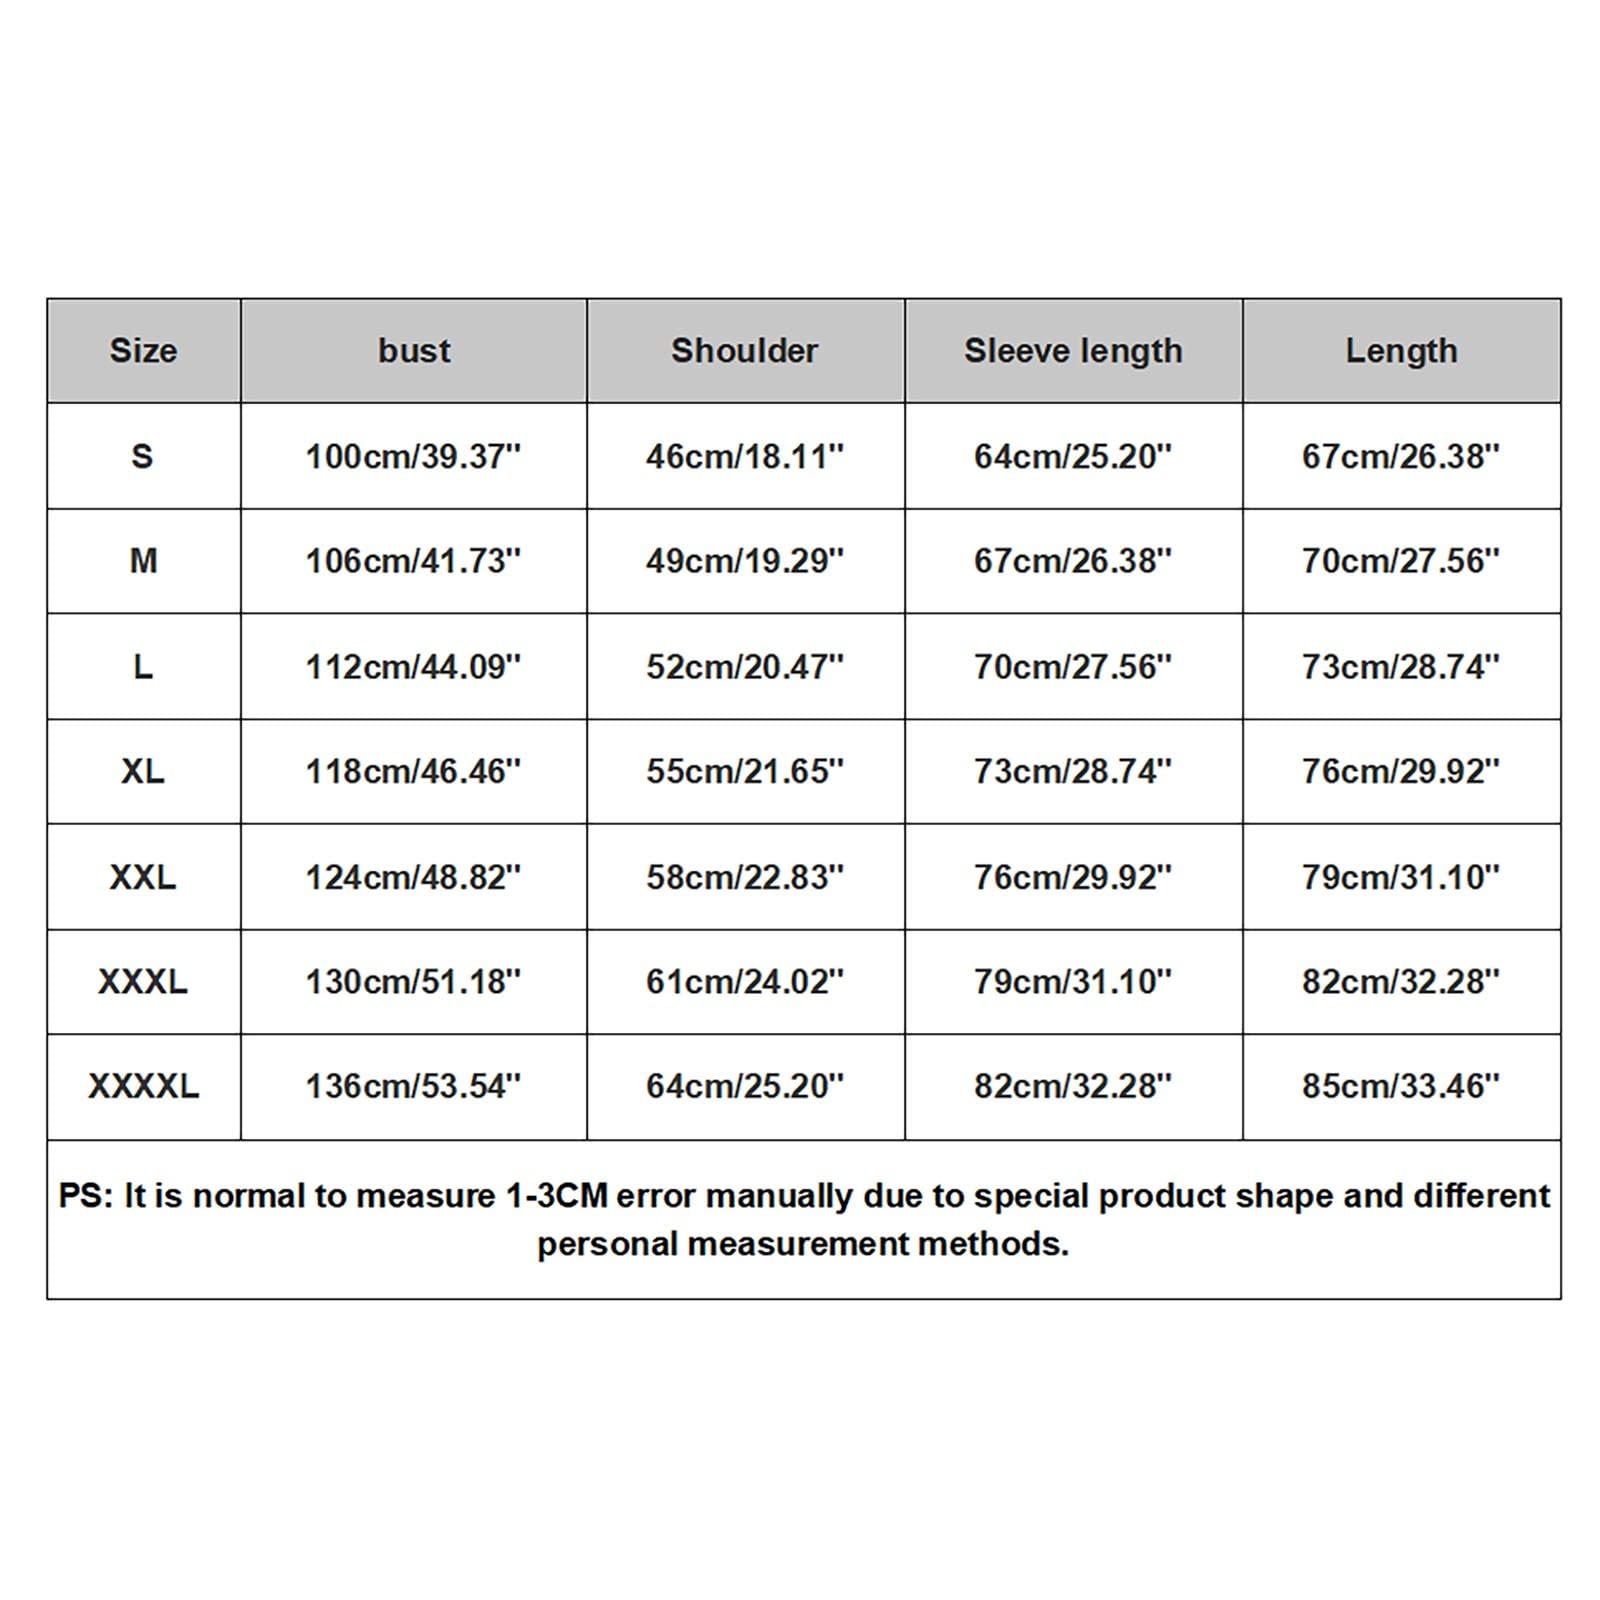 Size bust Shoulder Sleeve length Length
S 100cm/39.37" 46cm/18.11" 64cm/25.20" 67cm/26.38"
M 106cm/41.73" 49cm/19.29" 67cm/26.38" 70cm/27.56"
L 112cm/44.09" 52cm/20.47" 70cm/27.56" 73cm/28.74"
XL 118cm/46.46" 55cm/21.65" 73cm/28.74" 76cm/29.92"
XXL 124cm/48.82" 58cm/22.83" 76cm/29.92" 79cm/31.10"
XXXL 130cm/51.18" 61cm/24.02" 79cm/31.10" 82cm/32.28"
XXXXL 136cm/53.54" 64cm/25.20" 82cm/32.28" 85cm/33.46"
PS: It is normal to measure 1-3CM error manually due to special product shape and different
personal measurement methods.